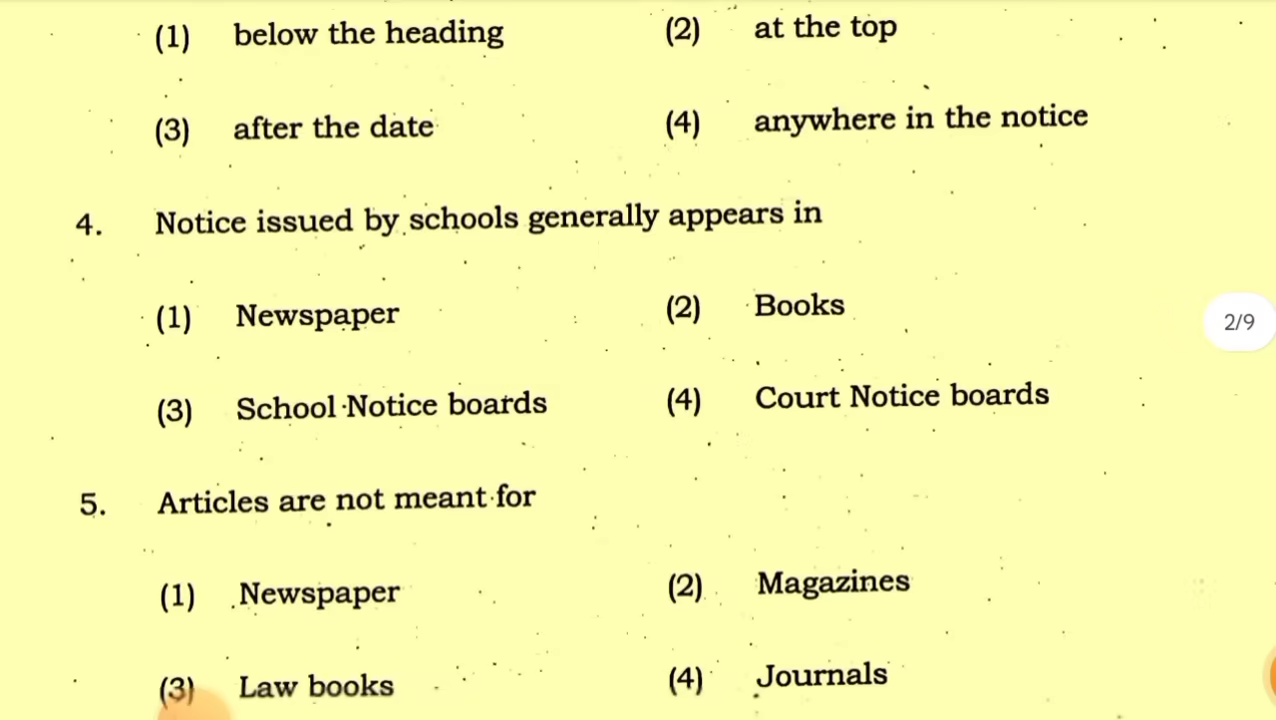 (1) below the heading (2) at the top
(3) after the date (4) anywhere in the notice
4. Notice issued by schools generally appears in
(1) Newspaper (2) Books
2/9
(3) School Notice boards (4) Court Notice boards
5. Articles are not meant for
(1) Newspaper (2) Magazines
(3) Law books (4) Journals